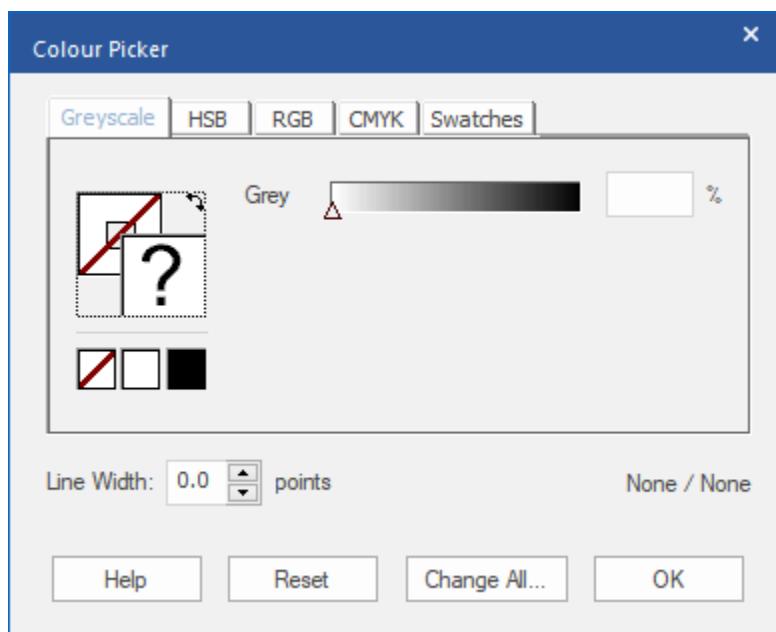 Colour Picker
Greyscale HSB RGB CMYK Swatches
Grey %
?
Line Width: 0.0 points None / None
Help Reset Change All... OK